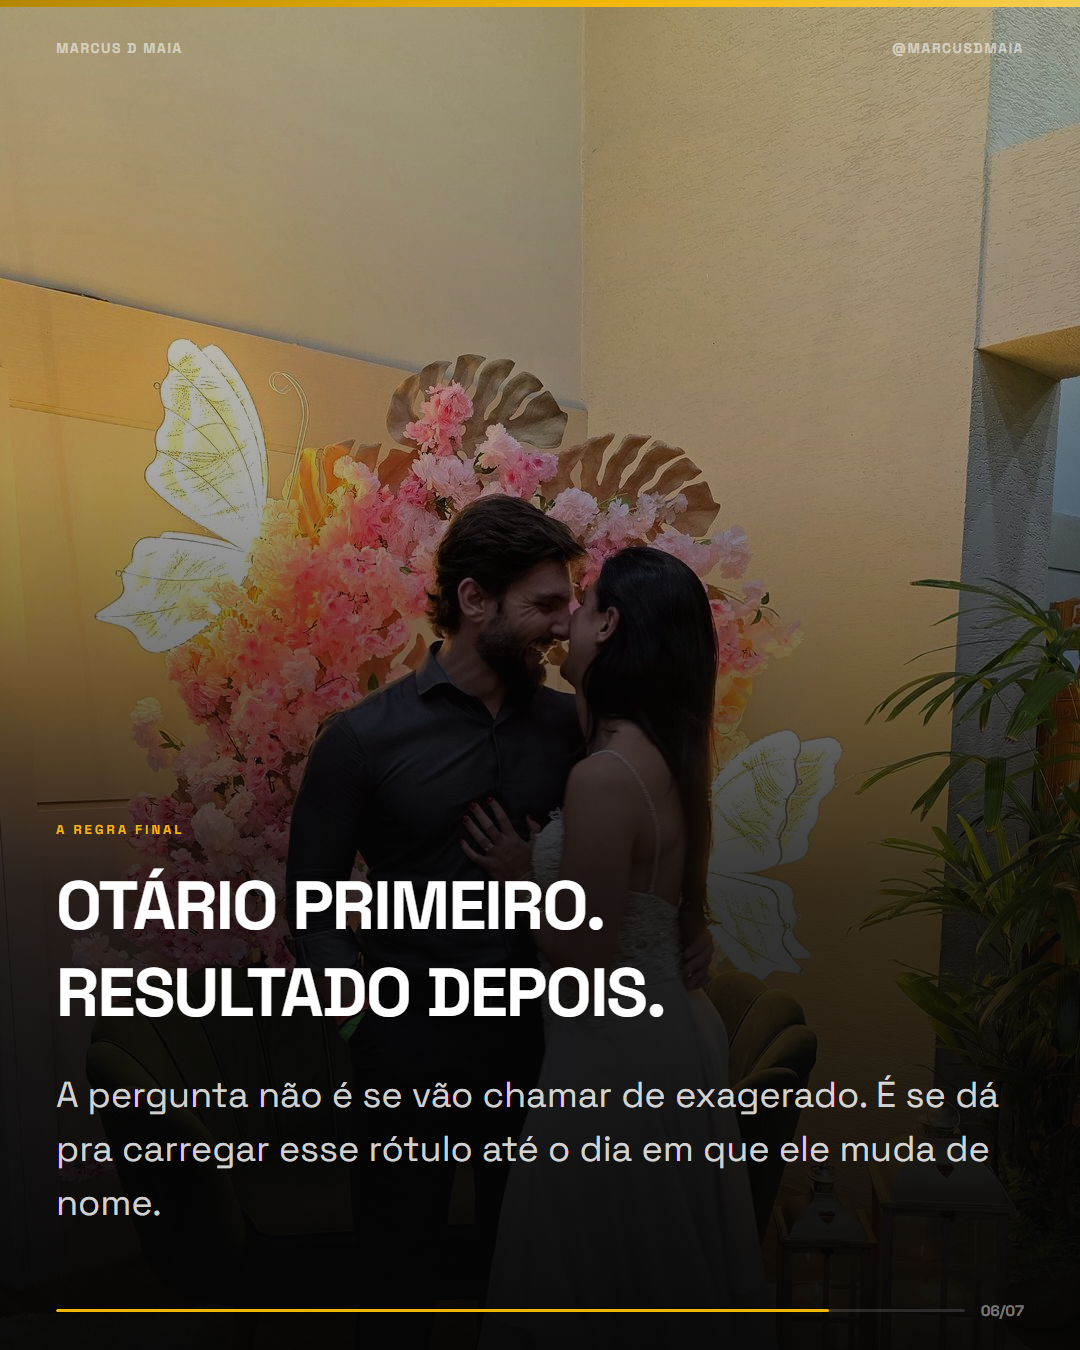 MARCUS D MAIA
@MARCUSDMAIA
A REGRA FINAL
OTÁRIO PRIMEIRO.
RESULTADO DEPOIS.
A pergunta não é se vão chamar de exagerado. É se dá
pra carregar esse rótulo até o dia em que ele muda de
nome.
06/07